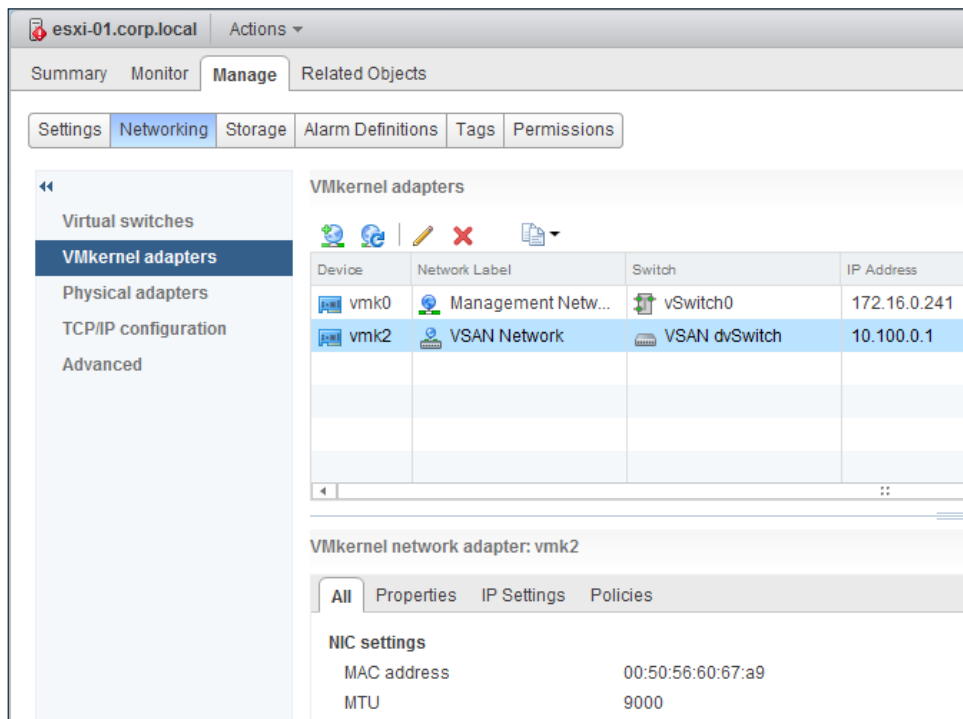 esxi-01.corp.local Actions
Summary Monitor Manage Related Objects
Settings Networking Storage Alarm Definitions Tags Permissions
Virtual switches
VMkernel adapters
Physical adapters
TCP/IP configuration
Advanced
VMkernel adapters
Device Network Label Switch IP Address
vmk0 Management Netw... vSwitch0 172.16.0.241
vmk2 VSAN Network VSAN dvSwitch 10.100.0.1
VMkernel network adapter: vmk2
All Properties IP Settings Policies
NIC settings
MAC address 00:50:56:60:67:a9
MTU 9000